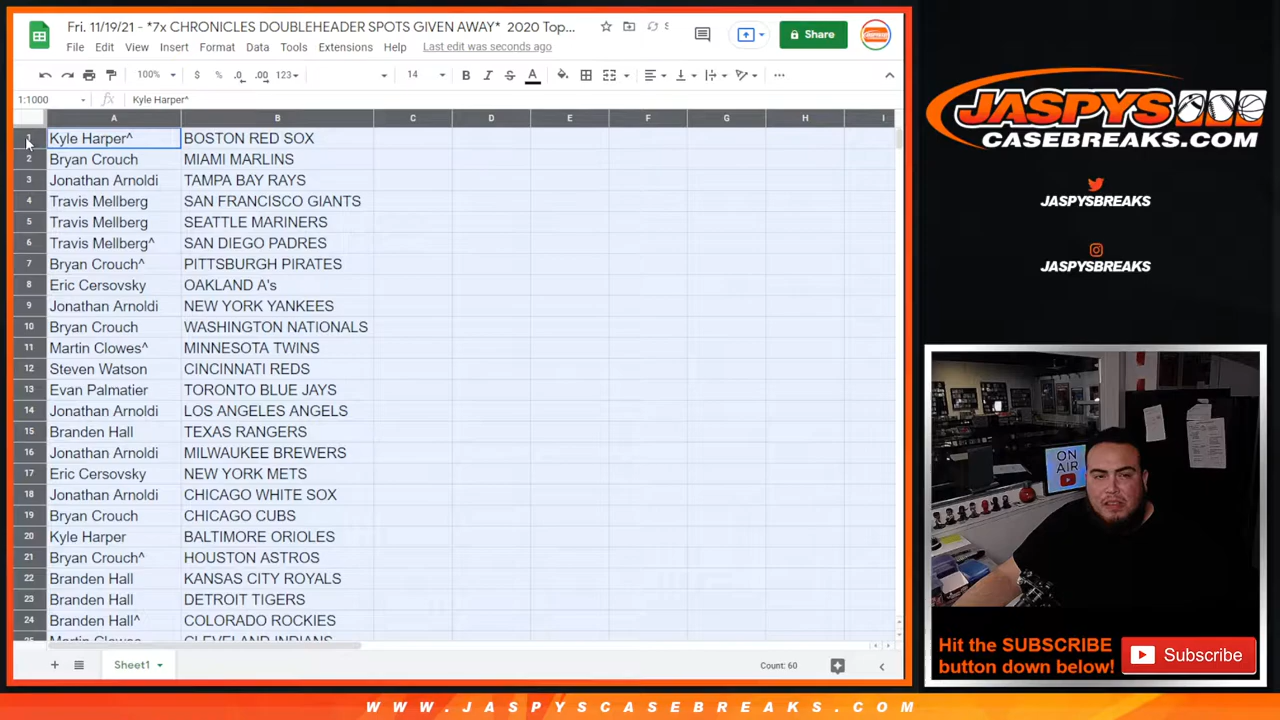 Fri. 11/19/21 - *7x CHRONICLES DOUBLEHEADER SPOTS GIVEN AWAY* 2020 Top...
Share
File Edit View Insert Format Data Tools Extensions Help Last edit was seconds ago
100% $ % .0 .00 123 14 B I S A
1:1000 fx Kyle Harper^
A B C D E F G H I
1 Kyle Harper^ BOSTON RED SOX
2 Bryan Crouch MIAMI MARLINS
3 Jonathan Arnoldi TAMPA BAY RAYS
4 Travis Mellberg SAN FRANCISCO GIANTS
5 Travis Mellberg SEATTLE MARINERS
6 Travis Mellberg^ SAN DIEGO PADRES
7 Bryan Crouch^ PITTSBURGH PIRATES
8 Eric Cersovsky OAKLAND A's
9 Jonathan Arnoldi NEW YORK YANKEES
10 Bryan Crouch WASHINGTON NATIONALS
11 Martin Clowes^ MINNESOTA TWINS
12 Steven Watson CINCINNATI REDS
13 Evan Palmatier TORONTO BLUE JAYS
14 Jonathan Arnoldi LOS ANGELES ANGELS
15 Branden Hall TEXAS RANGERS
16 Jonathan Arnoldi MILWAUKEE BREWERS
17 Eric Cersovsky NEW YORK METS
18 Jonathan Arnoldi CHICAGO WHITE SOX
19 Bryan Crouch CHICAGO CUBS
20 Kyle Harper BALTIMORE ORIOLES
21 Bryan Crouch^ HOUSTON ASTROS
22 Branden Hall KANSAS CITY ROYALS
23 Branden Hall DETROIT TIGERS
24 Branden Hall^ COLORADO ROCKIES
25 Martin Clowes CLEVELAND INDIANS
Sheet1
Count: 60
JASPYS
CASEBREAKS.COM
JASPYSBREAKS
JASPYSBREAKS
ON
AIR
Hit the SUBSCRIBE
button down below!
Subscribe
WWW.JASPYSCASEBREAKS.COM